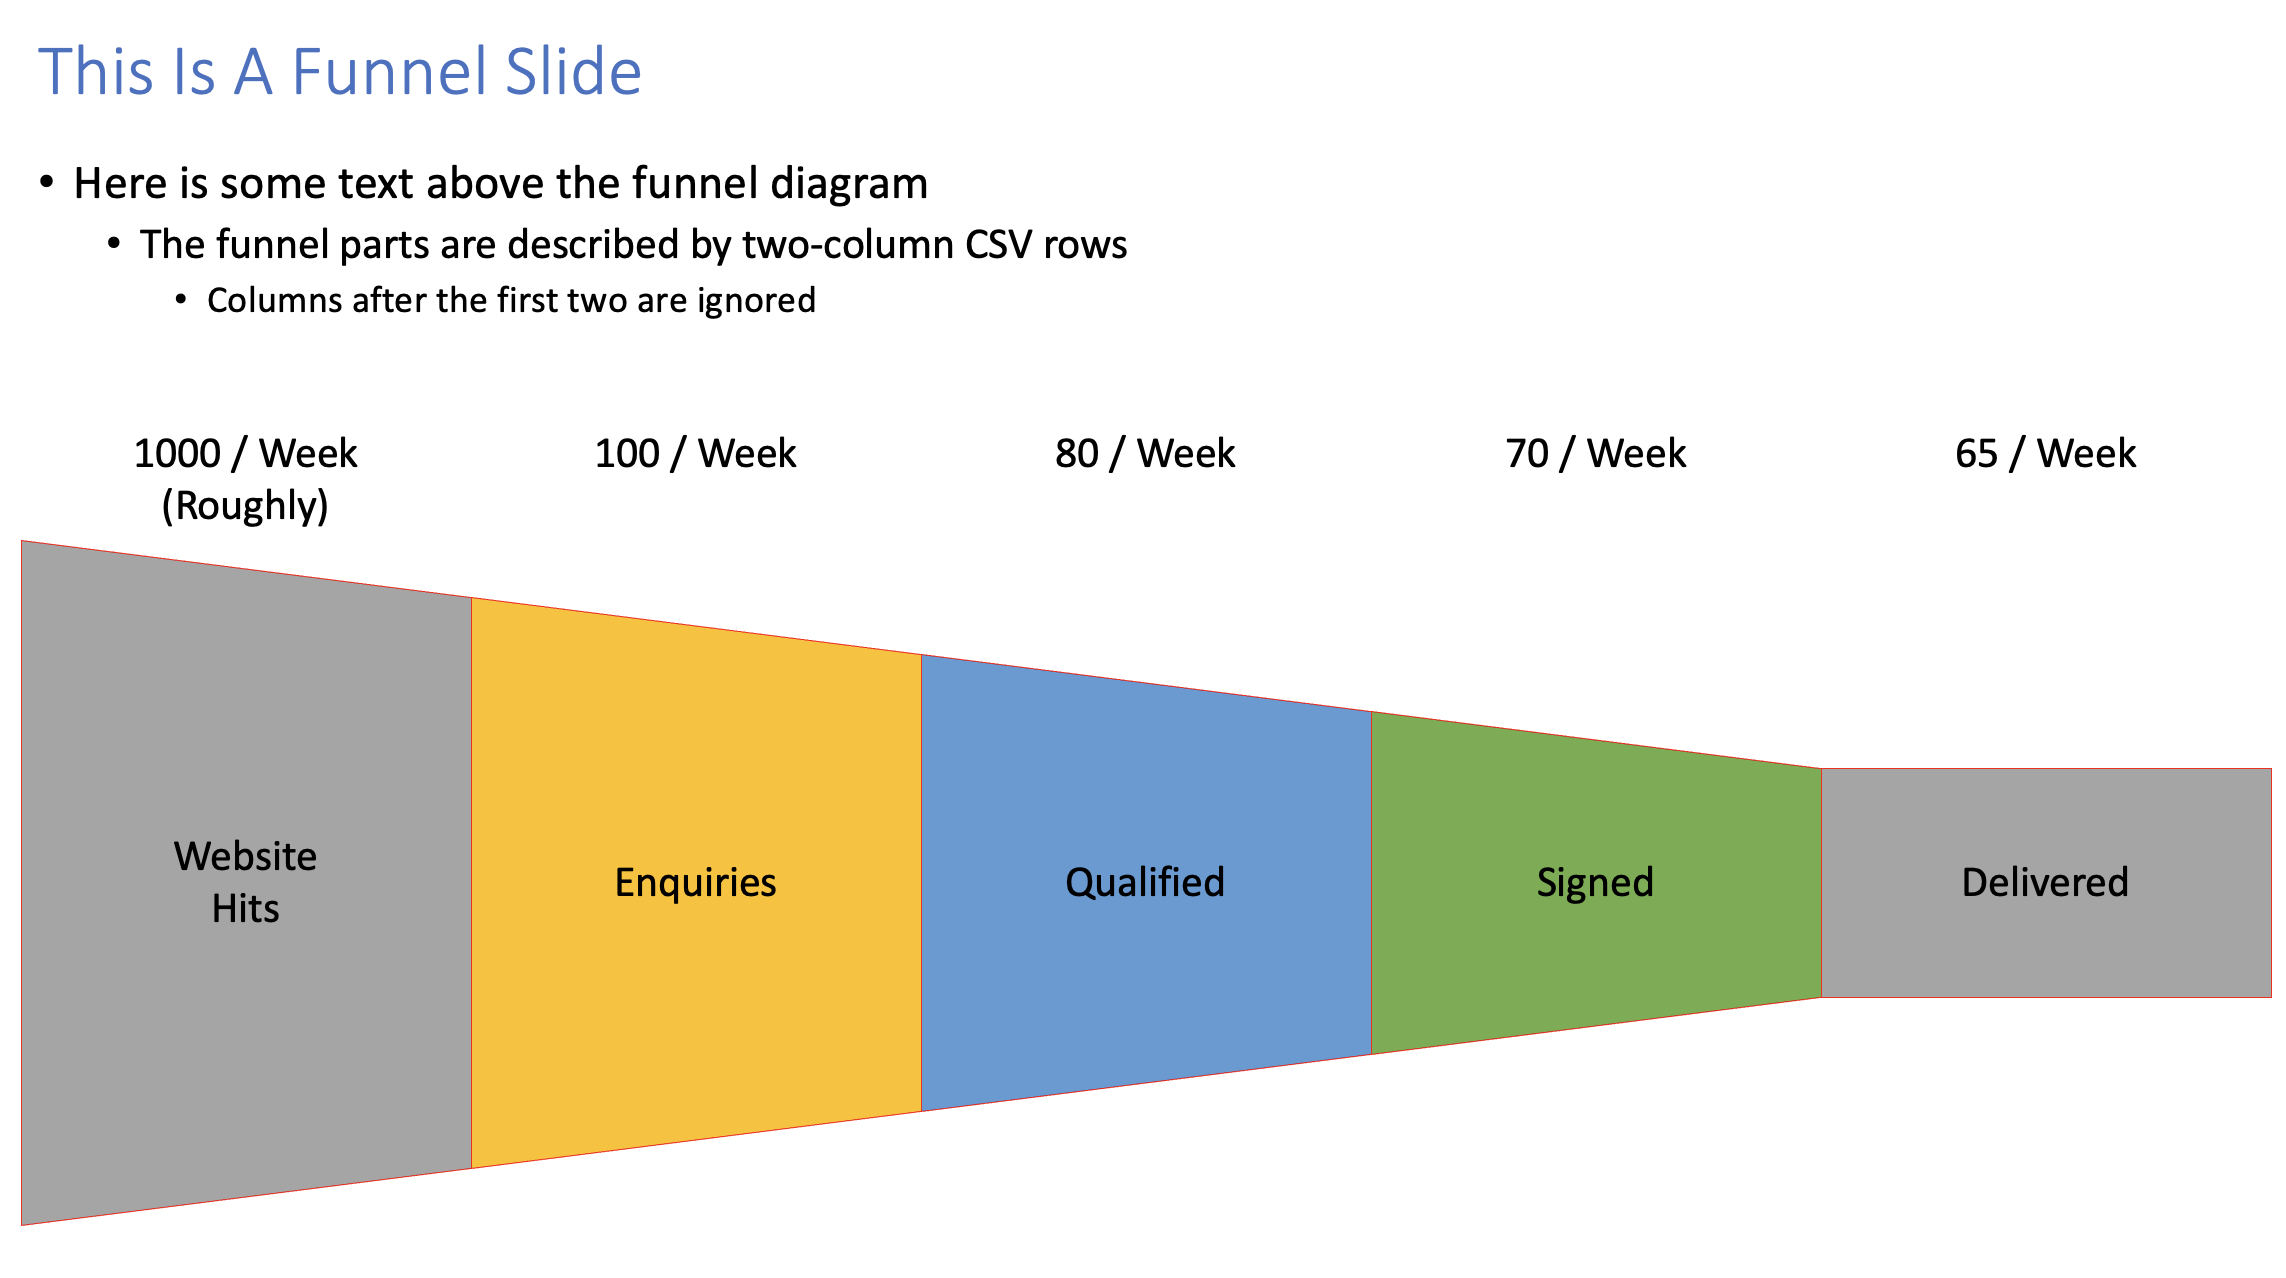 This Is A Funnel Slide
• Here is some text above the funnel diagram
• The funnel parts are described by two-column CSV rows
• Columns after the first two are ignored
1000 / Week
(Roughly)
100 / Week
80 / Week
70 / Week
65 / Week
Website
Hits
Enquiries
Qualified
Signed
Delivered